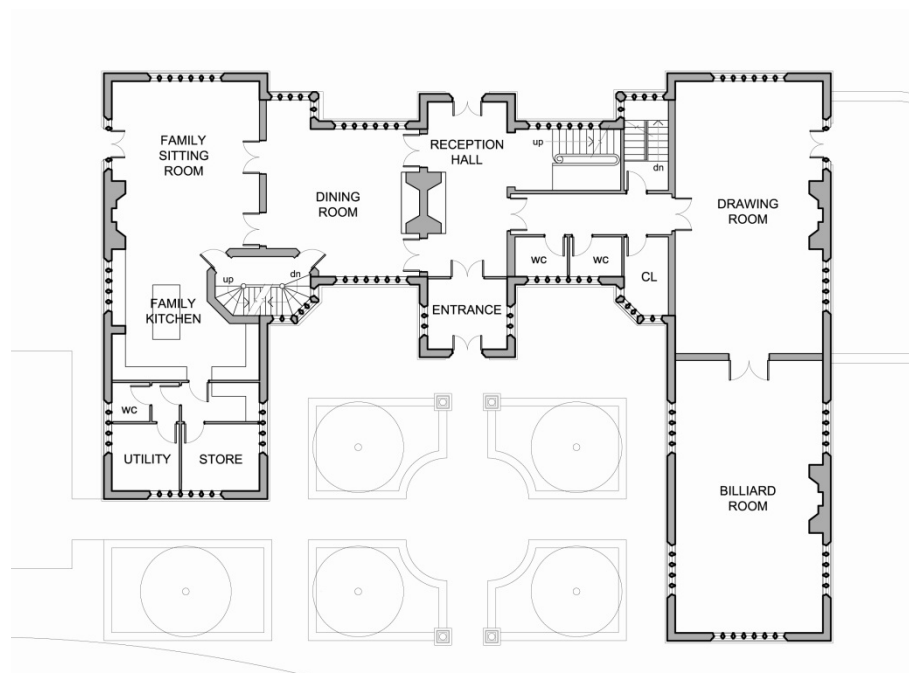 FAMILY
SITTING
ROOM
RECEPTION
HALL
up
dn
DINING
ROOM
DRAWING
ROOM
up
dn
wc
wc
CL
FAMILY
KITCHEN
ENTRANCE
wc
UTILITY
STORE
BILLIARD
ROOM